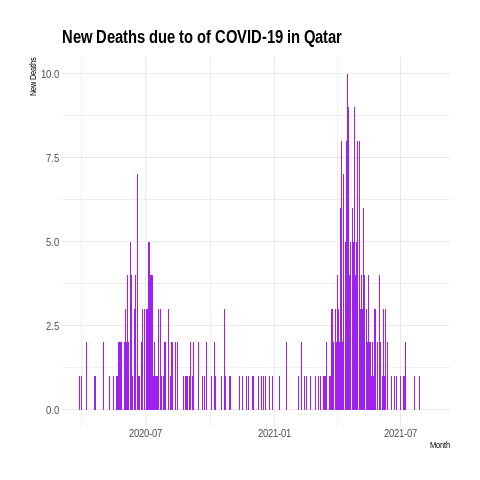 New Deaths due to of COVID-19 in Qatar
New Deaths
10.0
7.5
5.0
2.5
0.0
2020-07
2021-01
2021-07
Month